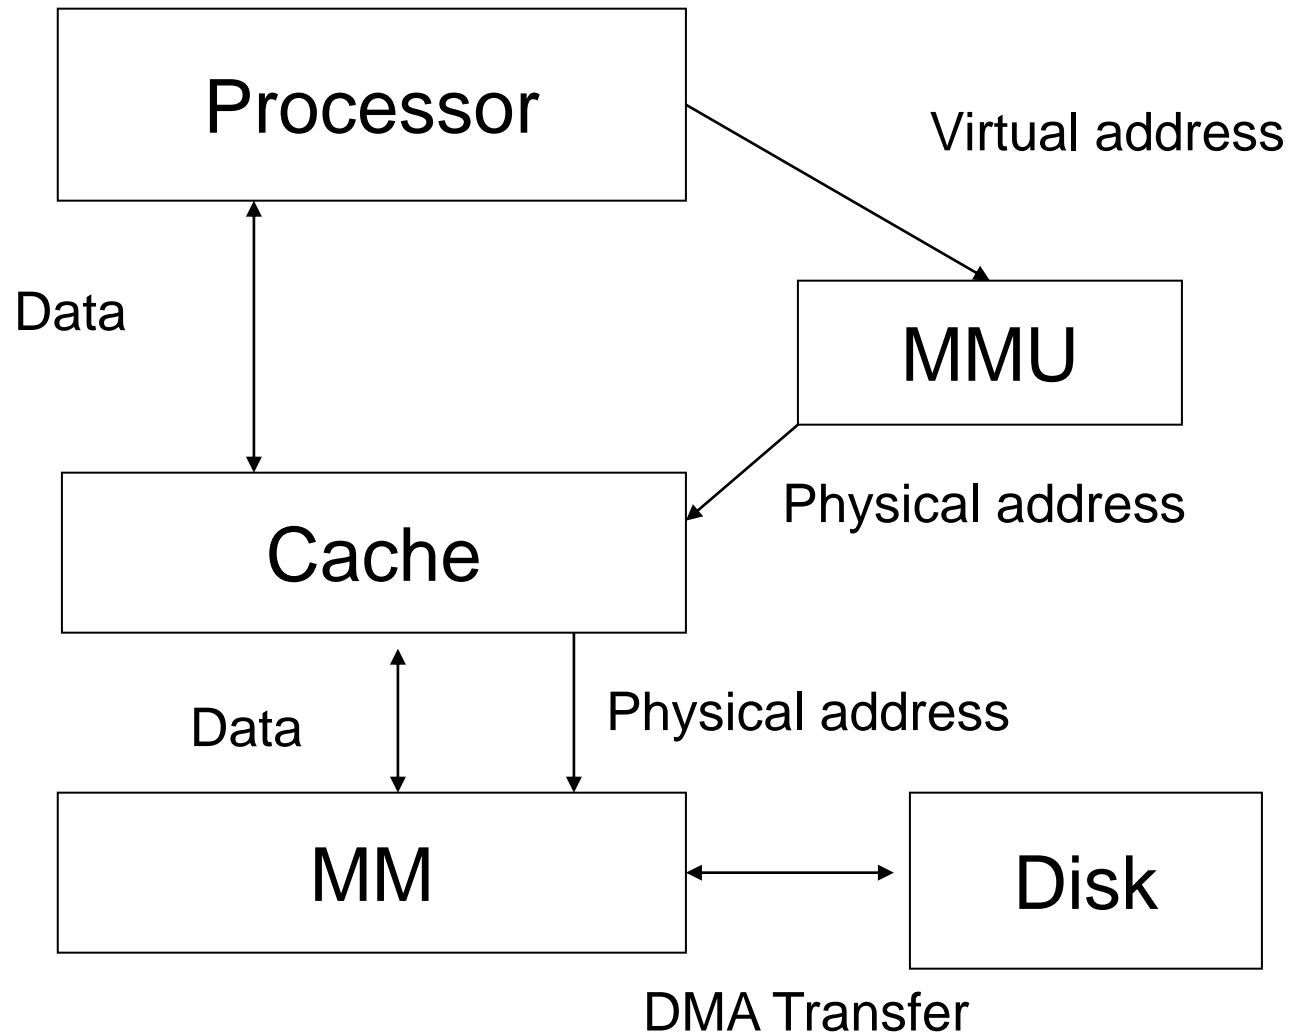 Processor
Virtual address
Data
MMU
Physical address
Cache
Physical address
Data
MM
Disk
DMA Transfer